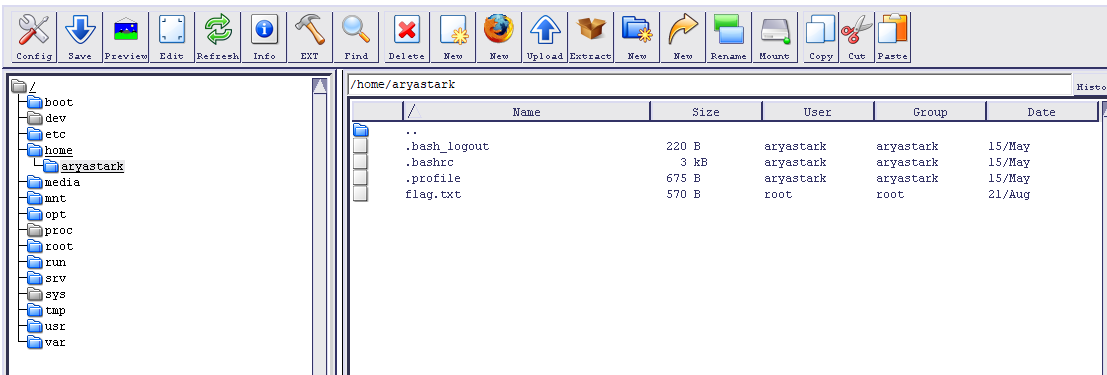 Config Save Preview Edit Refresh Info EXT Find Delete New New Upload Extract New New Rename Mount Copy Cut Paste
/
boot
dev
etc
home
aryastark
media
mnt
opt
proc
root
run
srv
sys
tmp
usr
var
/home/aryastark Histo
/ Name Size User Group Date
..
.bash_logout 220 B aryastark aryastark 15/May
.bashrc 3 kB aryastark aryastark 15/May
.profile 675 B aryastark aryastark 15/May
flag.txt 570 B root root 21/Aug